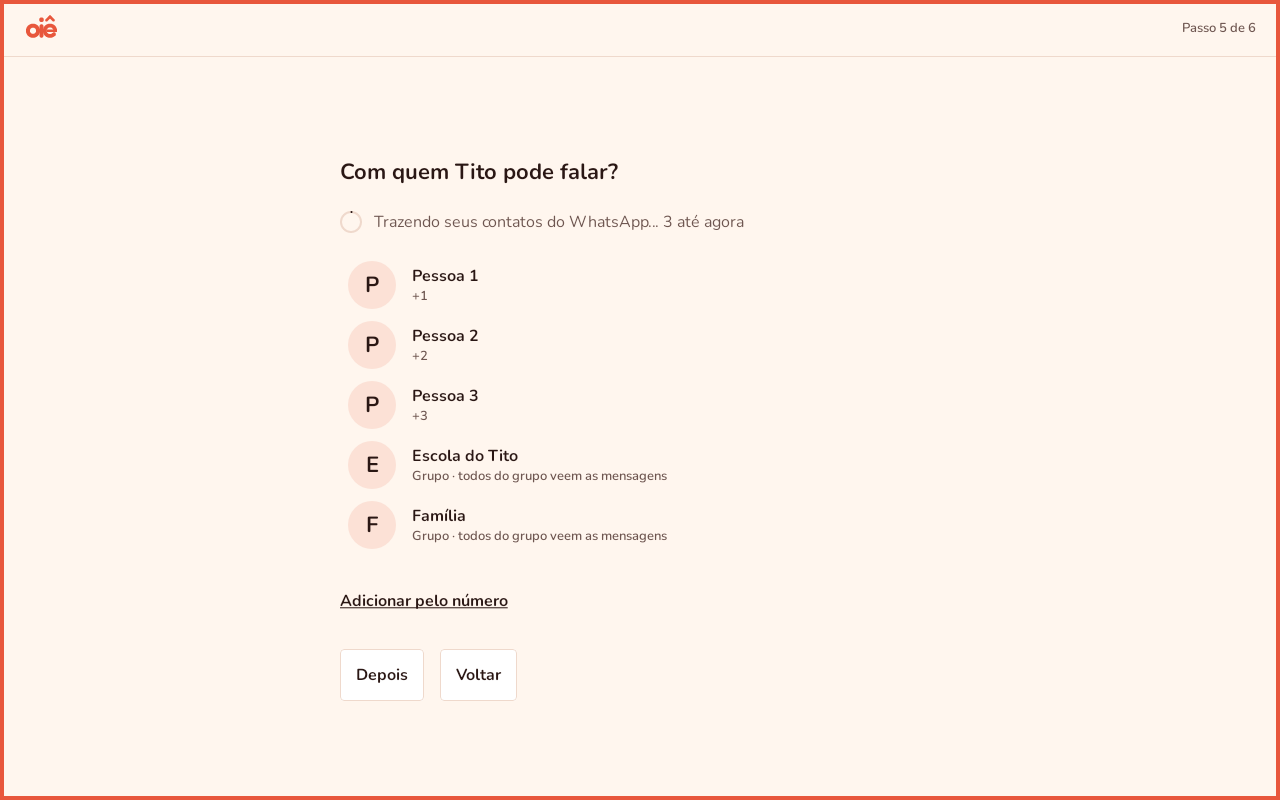 oiê
Passo 5 de 6
Com quem Tito pode falar?
Trazendo seus contatos do WhatsApp... 3 até agora
P
Pessoa 1
+1
P
Pessoa 2
+2
P
Pessoa 3
+3
E
Escola do Tito
Grupo · todos do grupo veem as mensagens
F
Família
Grupo · todos do grupo veem as mensagens
Adicionar pelo número
Depois
Voltar